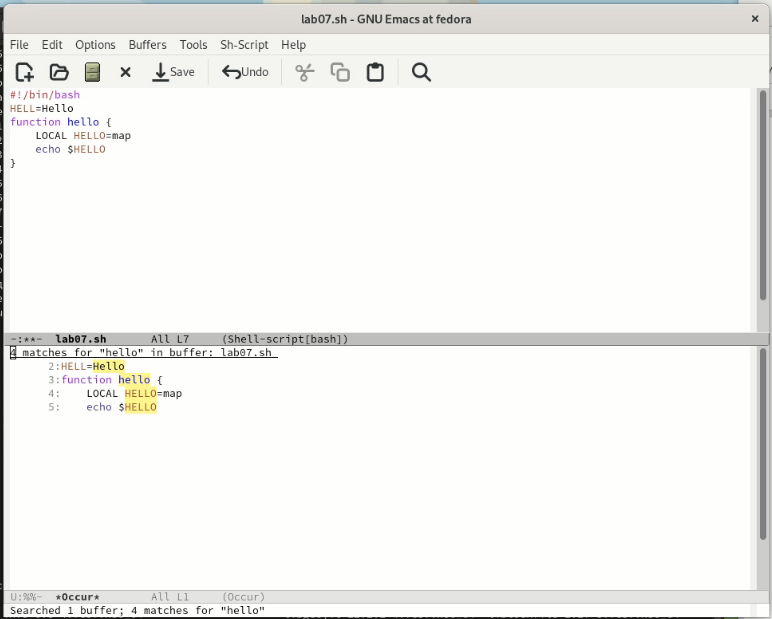 lab07.sh - GNU Emacs at fedora
File Edit Options Buffers Tools Sh-Script Help
Save Undo
#!/bin/bash
HELL=Hello
function hello {
    LOCAL HELLO=map
    echo $HELLO
}
-:**-  lab07.sh      All L7     (Shell-script[bash])
4 matches for "hello" in buffer: lab07.sh
      2:HELL=Hello
      3:function hello {
      4:    LOCAL HELLO=map
      5:    echo $HELLO
U:%%-  *Occur*       All L1     (Occur)
Searched 1 buffer; 4 matches for "hello"